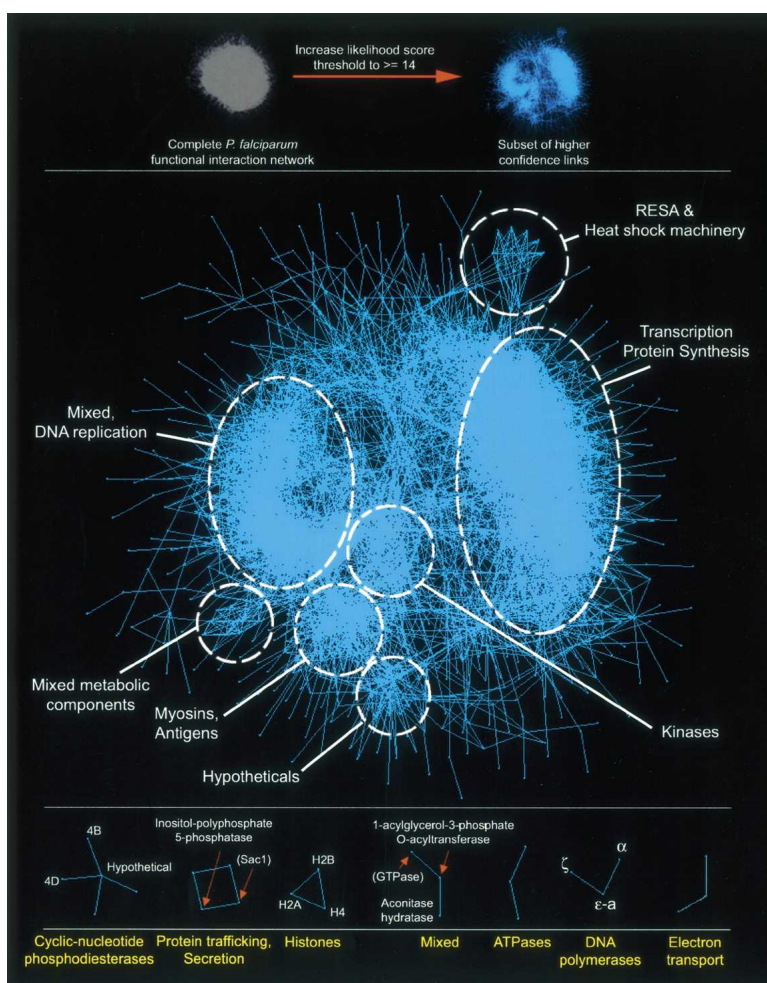 Increase likelihood score
threshold to >= 14
Complete P. falciparum
functional interaction network
Subset of higher
confidence links
RESA &
Heat shock machinery
Transcription
Protein Synthesis
Mixed,
DNA replication
Mixed metabolic
components
Myosins,
Antigens
Kinases
Hypotheticals
4B
Hypothetical
4D
Inositol-polyphosphate
5-phosphatase
(Sac1)
H2B
H2A
H4
1-acylglycerol-3-phosphate
O-acyltransferase
(GTPase)
Aconitase
hydratase
α
ζ
ε-a
Cyclic-nucleotide
phosphodiesterases
Protein trafficking,
Secretion
Histones
Mixed
ATPases
DNA
polymerases
Electron
transport